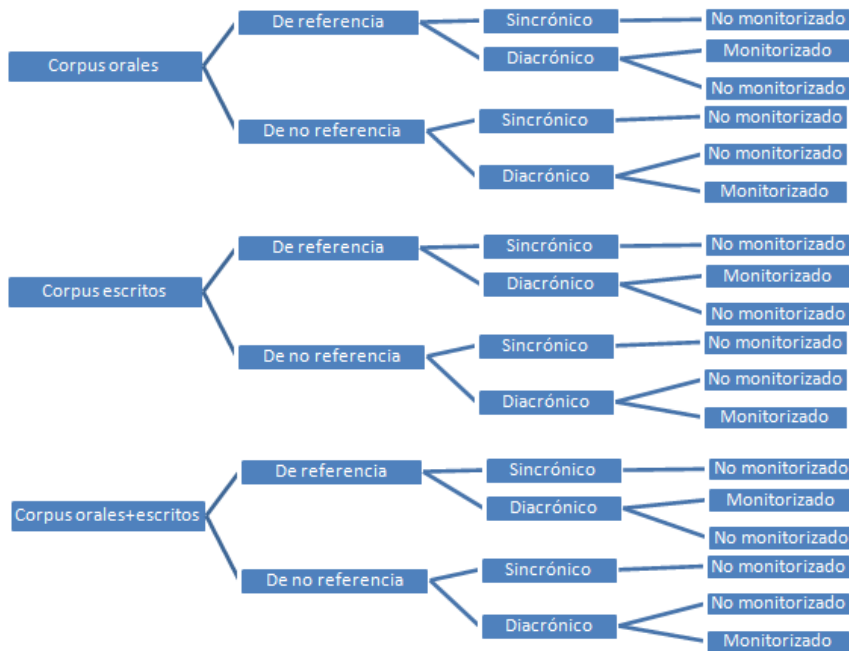 De referencia
Sincrónico
No monitorizado
Corpus orales
Diacrónico
Monitorizado
No monitorizado
De no referencia
Sincrónico
No monitorizado
Diacrónico
No monitorizado
Monitorizado
De referencia
Sincrónico
No monitorizado
Corpus escritos
Diacrónico
Monitorizado
No monitorizado
De no referencia
Sincrónico
No monitorizado
Diacrónico
No monitorizado
Monitorizado
De referencia
Sincrónico
No monitorizado
Corpus orales+escritos
Diacrónico
Monitorizado
No monitorizado
De no referencia
Sincrónico
No monitorizado
Diacrónico
No monitorizado
Monitorizado